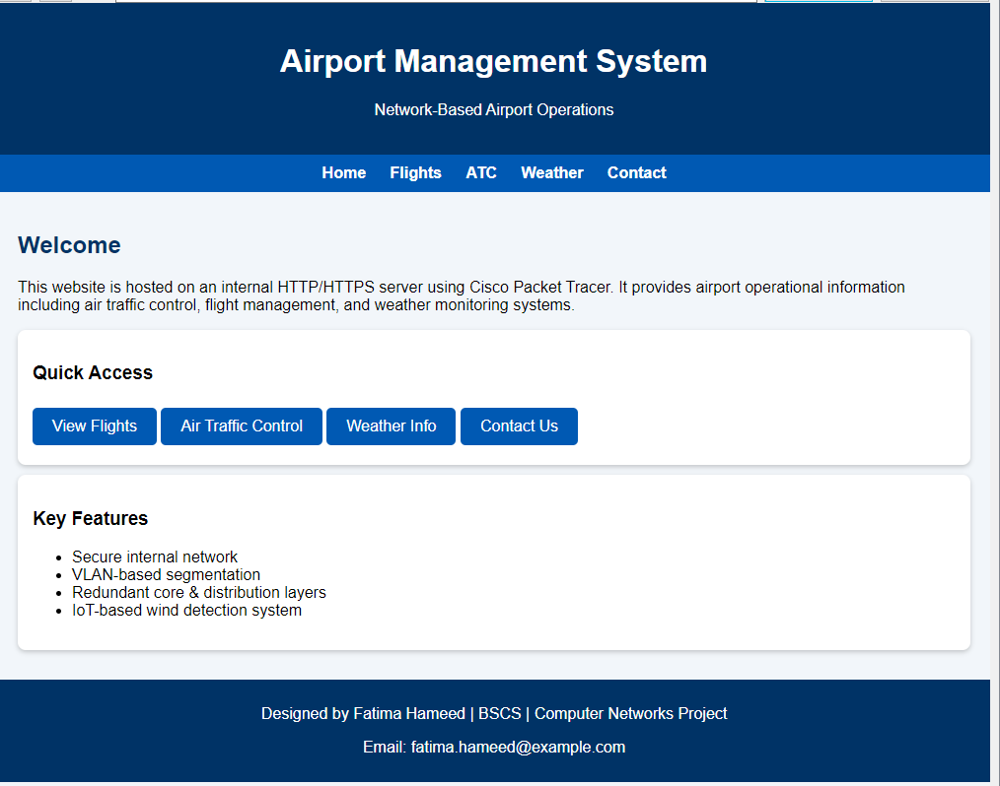 Airport Management System
Network-Based Airport Operations
Home Flights ATC Weather Contact
Welcome
This website is hosted on an internal HTTP/HTTPS server using Cisco Packet Tracer. It provides airport operational information
including air traffic control, flight management, and weather monitoring systems.
Quick Access
View Flights Air Traffic Control Weather Info Contact Us
Key Features
• Secure internal network
• VLAN-based segmentation
• Redundant core & distribution layers
• IoT-based wind detection system
Designed by Fatima Hameed | BSCS | Computer Networks Project
Email: fatima.hameed@example.com